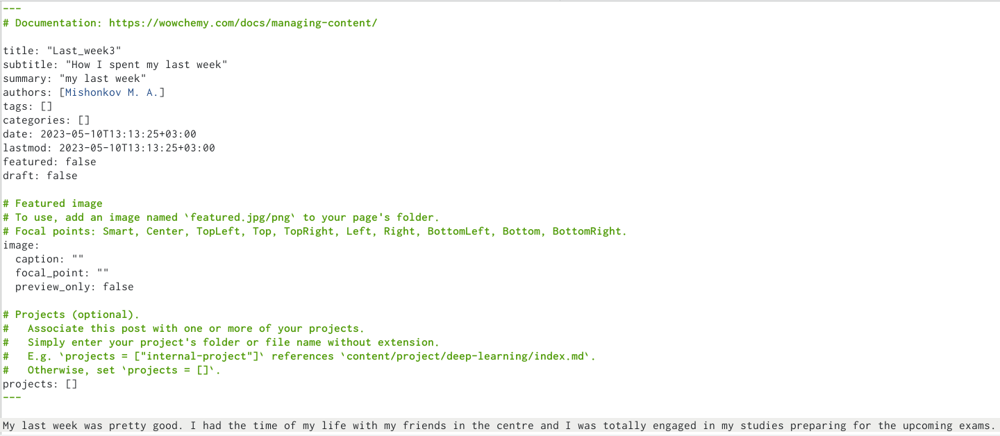 ---
# Documentation: https://wowchemy.com/docs/managing-content/
title: "Last_week3"
subtitle: "How I spent my last week"
summary: "my last week"
authors: [Mishonkov M. A.]
tags: []
categories: []
date: 2023-05-10T13:13:25+03:00
lastmod: 2023-05-10T13:13:25+03:00
featured: false
draft: false
# Featured image
# To use, add an image named `featured.jpg/png` to your page's folder.
# Focal points: Smart, Center, TopLeft, Top, TopRight, Left, Right, BottomLeft, Bottom, BottomRight.
image:
  caption: ""
  focal_point: ""
  preview_only: false
# Projects (optional).
#   Associate this post with one or more of your projects.
#   Simply enter your project's folder or file name without extension.
#   E.g. `projects = ["internal-project"]` references `content/project/deep-learning/index.md`.
#   Otherwise, set `projects = []`.
projects: []
---
My last week was pretty good. I had the time of my life with my friends in the centre and I was totally engaged in my studies preparing for the upcoming exams.